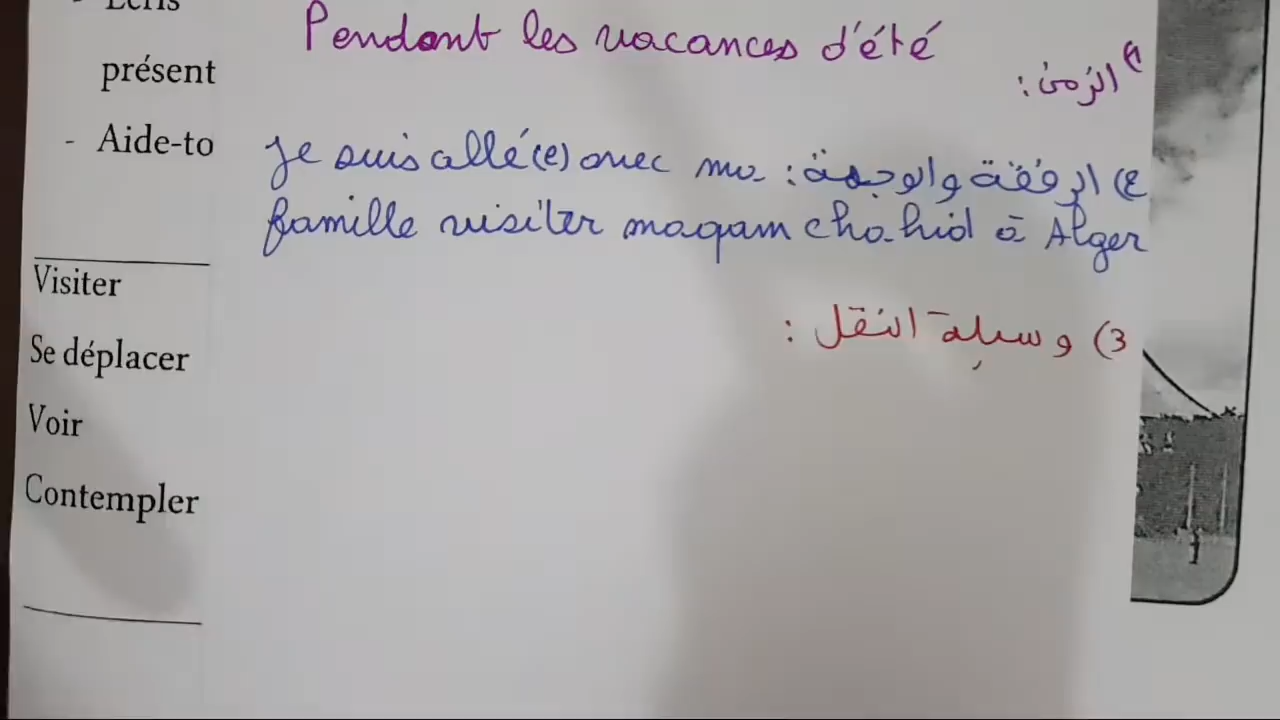 - Écris
présent
- Aide-to
Visiter
Se déplacer
Voir
Contempler
1) الزمن :
Pendant les vacances d'été
2) الرفقة والوجهة : Je suis allé(e) avec ma
famille visiter maqam chahid à Alger
3) وسيلة النقل :